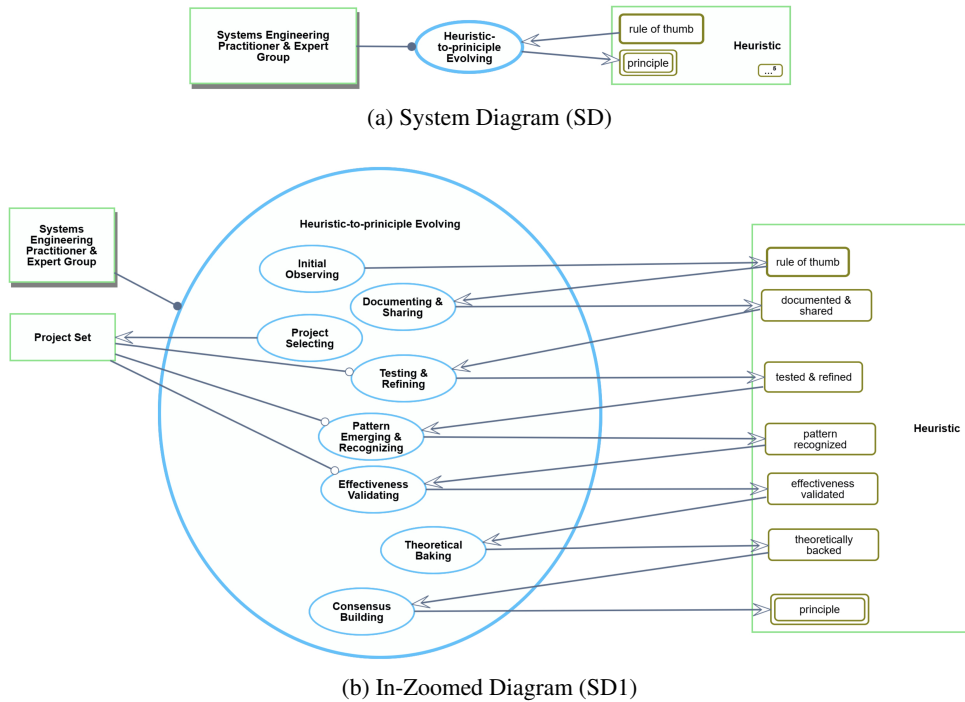 Systems Engineering
Practitioner & Expert
Group
Heuristic-
to-priniciple
Evolving
rule of thumb
principle
Heuristic
...5
(a) System Diagram (SD)
Systems
Engineering
Practitioner &
Expert Group
Project Set
Heuristic-to-priniciple Evolving
Initial
Observing
Documenting &
Sharing
Project
Selecting
Testing &
Refining
Pattern
Emerging &
Recognizing
Effectiveness
Validating
Theoretical
Baking
Consensus
Building
rule of thumb
documented &
shared
tested & refined
pattern
recognized
effectiveness
validated
theoretically
backed
principle
Heuristic
(b) In-Zoomed Diagram (SD1)